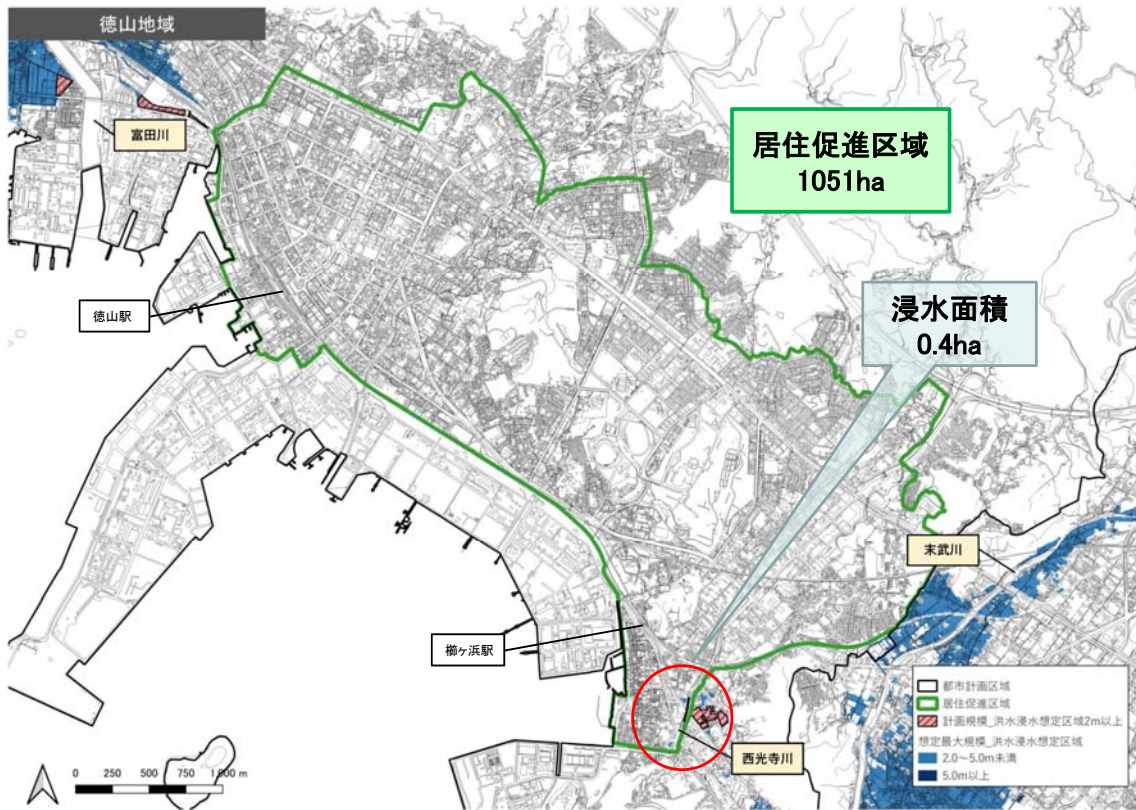 徳山地域
富田川
居住促進区域
1051ha
浸水面積
0.4ha
徳山駅
末武川
櫛ヶ浜駅
西光寺川
都市計画区域
居住促進区域
計画規模_洪水浸水想定区域2m以上
想定最大規模_洪水浸水想定区域
2.0～5.0m未満
5.0m以上
0 250 500 750 1,000 m